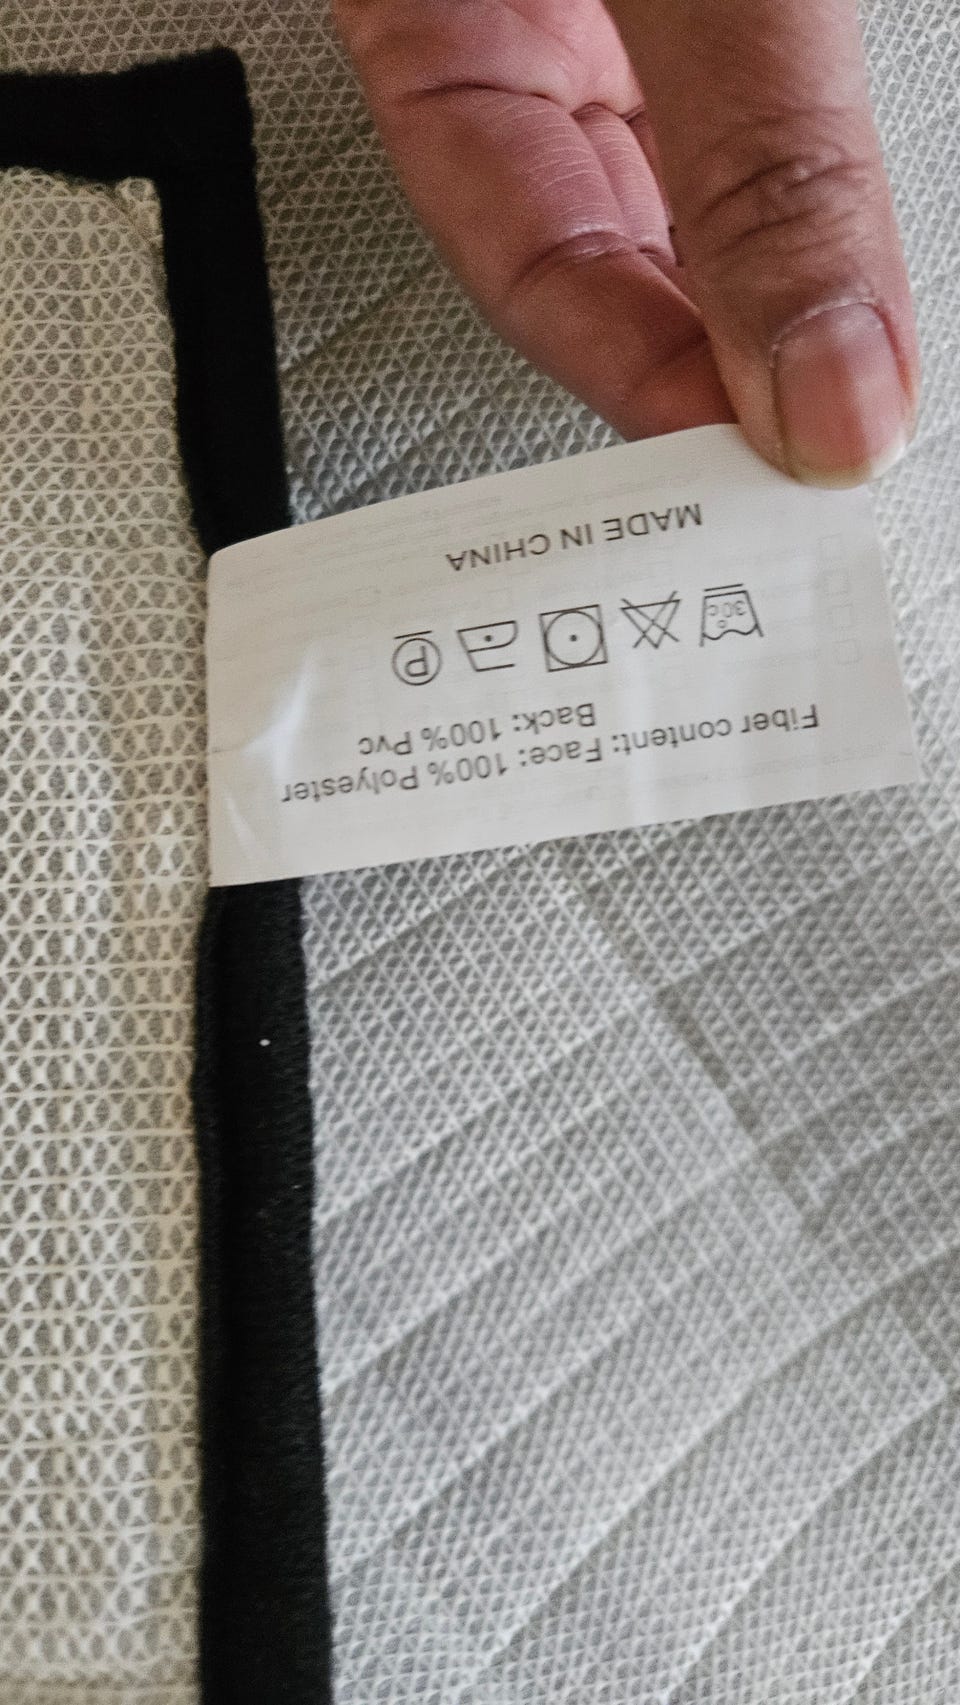 Fiber content: Face: 100% Polyester
Back: 100% Pvc
30°c
P
MADE IN CHINA